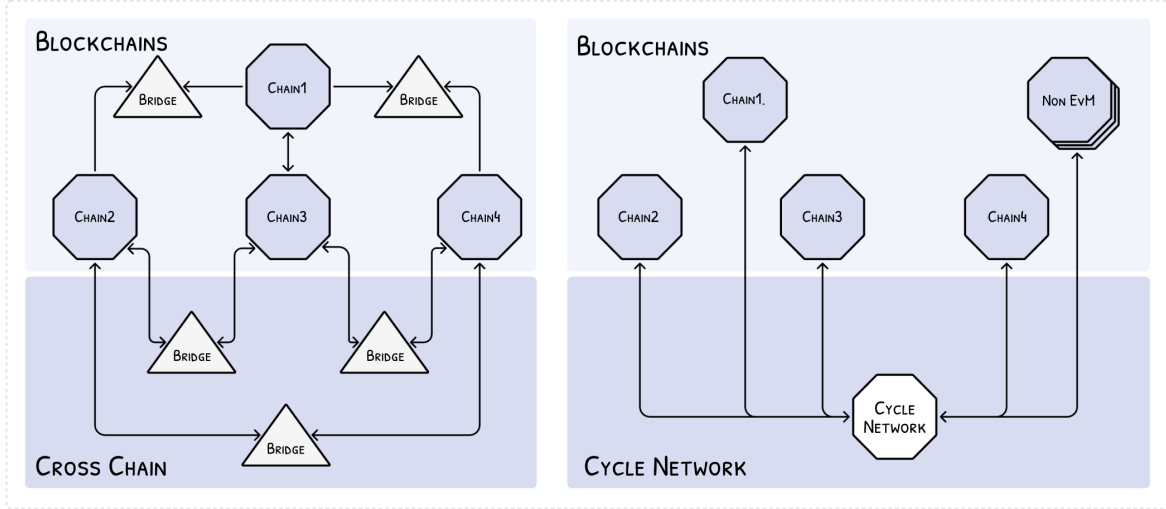 Blockchains
Bridge
Chain1
Bridge
Chain2
Chain3
Chain4
Bridge
Bridge
Bridge
Cross Chain
Blockchains
Chain1.
Non EvM
Chain2
Chain3
Chain4
Cycle
Network
Cycle Network